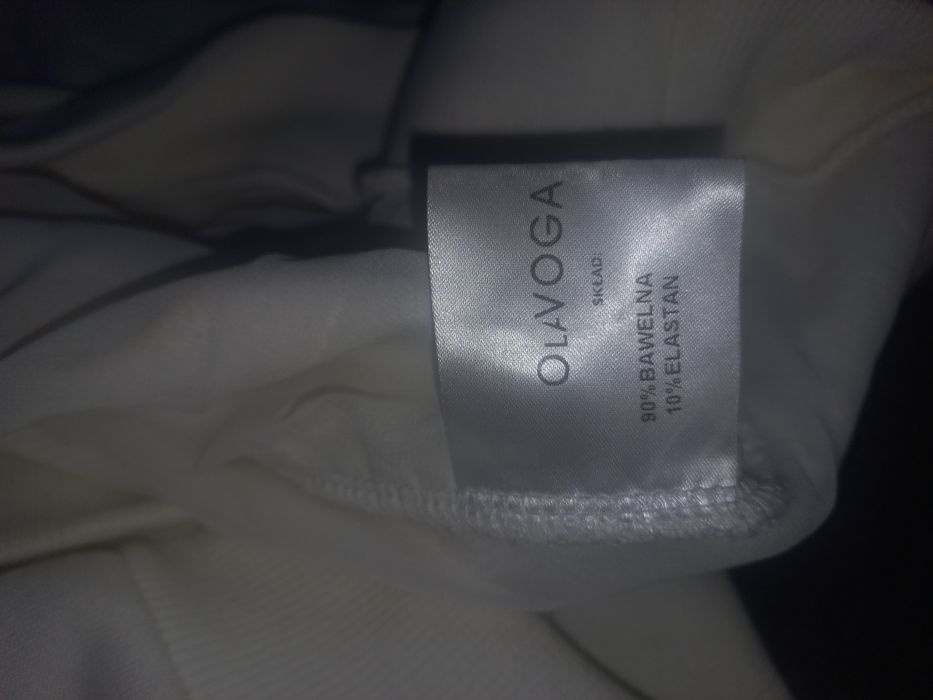 OLAVOGA
SKŁAD:
90%BAWEŁNA
10%ELASTAN